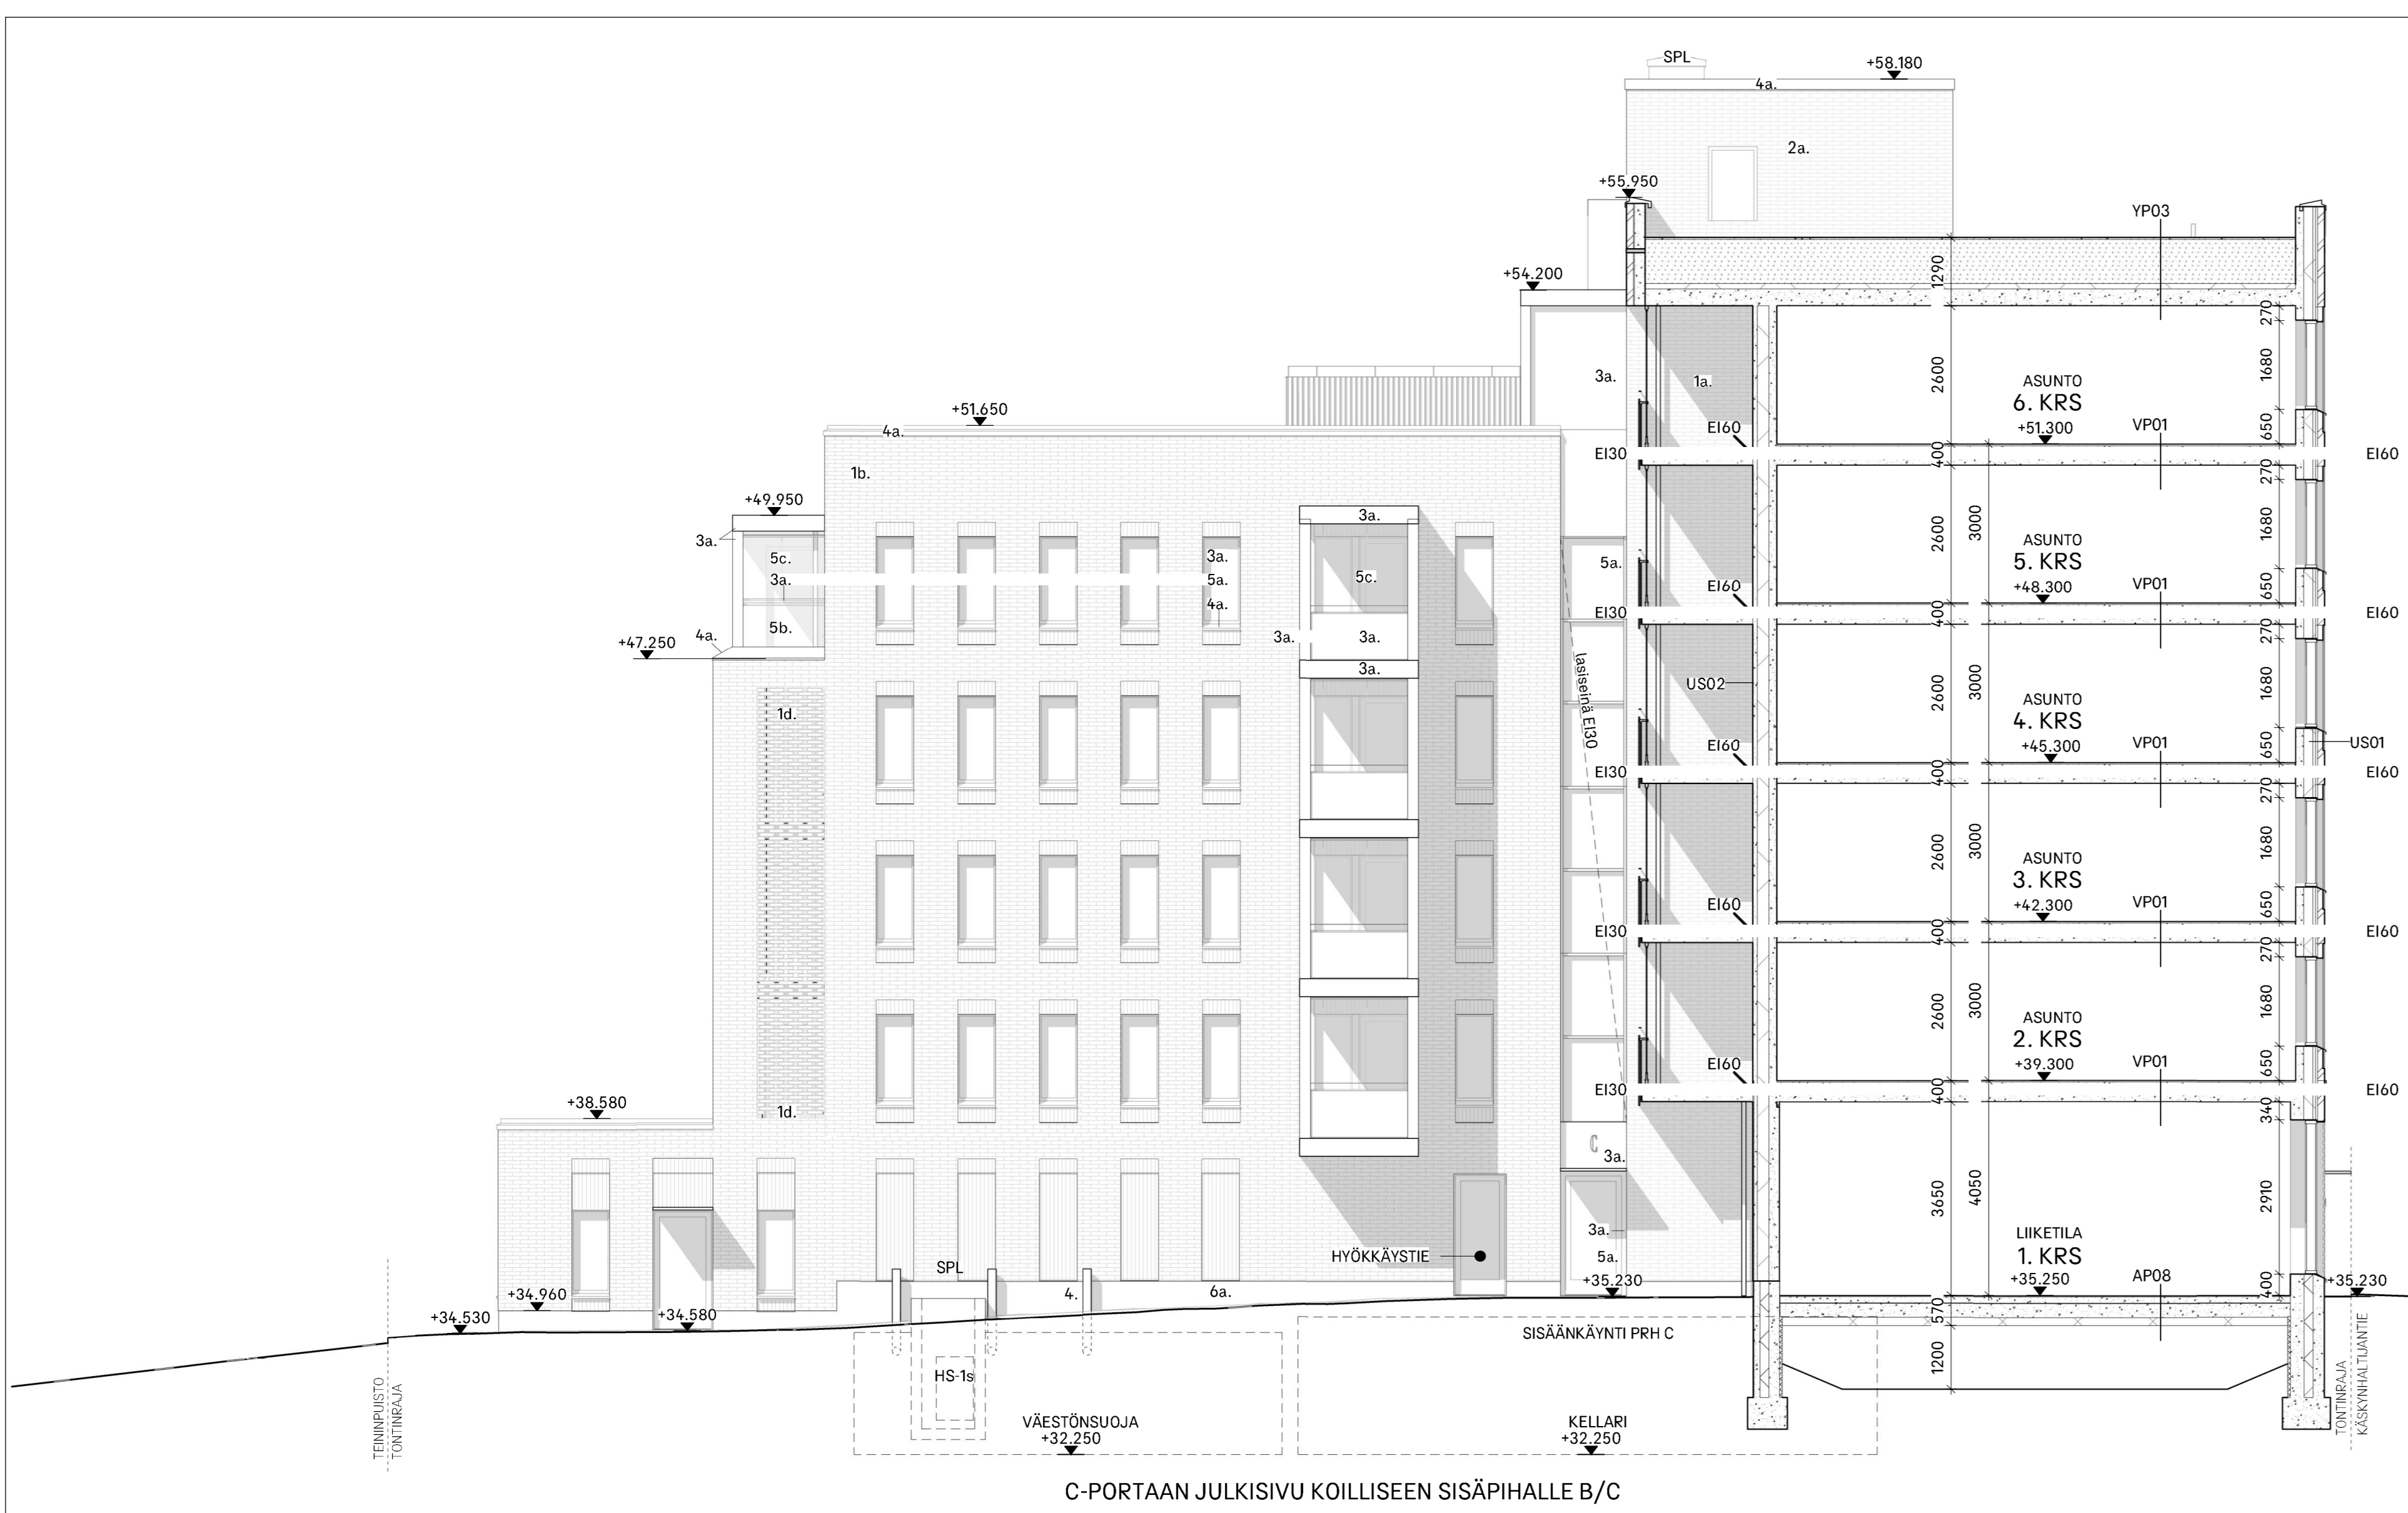 SPL
+58.180
4a.
2a.
+55.950
YP03
+54.200
1290
270
3a.
1a.
2600
ASUNTO
6. KRS
+51.300
VP01
1680
650
EI60
EI30
400
EI60
+51.650
4a.
1b.
270
+49.950
3a.
5c.
3a.
5b.
3a.
5a.
4a.
3a.
5c.
3a.
3a.
3a.
5a.
2600
3000
ASUNTO
5. KRS
+48.300
VP01
1680
650
EI60
EI30
400
EI60
+47.250
4a.
270
1d.
lasiseinä EI30
US02
2600
3000
ASUNTO
4. KRS
+45.300
VP01
1680
650
US01
EI60
EI30
400
EI60
270
2600
3000
ASUNTO
3. KRS
+42.300
VP01
1680
650
EI60
EI30
400
EI60
270
2600
3000
ASUNTO
2. KRS
+39.300
VP01
1680
650
EI60
EI30
400
EI60
+38.580
1d.
340
C
3a.
3650
4050
2910
3a.
5a.
LIIKETILA
1. KRS
+35.250
AP08
400
+35.230
+35.230
HYÖKKÄYSTIE
SPL
4.
6a.
+34.960
+34.530
+34.580
570
1200
SISÄÄNKÄYNTI PRH C
HS-1s
TEININPUISTO
TONTINRAJA
VÄESTÖNSUOJA
+32.250
KELLARI
+32.250
TONTINRAJA
KÄSKYNHALTIJANTIE
C-PORTAAN JULKISIVU KOILLISEEN SISÄPIHALLE B/C